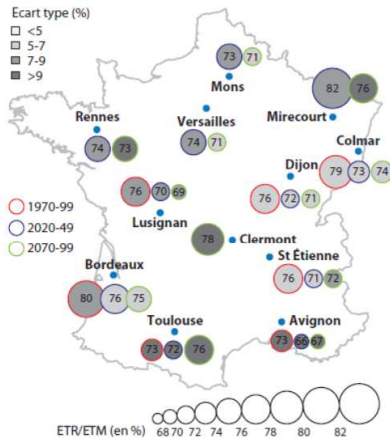 Ecart type (%)
<5
5-7
7-9
>9
73 71
Mons
82 76
Mirecourt
Rennes
74 73
Versailles
74 71
Colmar
79 73 74
Dijon
76 72 71
1970-99
2020-49
2070-99
76 70 69
Lusignan
78 Clermont
St Étienne
76 71 72
Bordeaux
80 76 75
Toulouse
73 72 76
Avignon
73 66 67
ETR/ETM (en %) 68 70 72 75 77 80 82